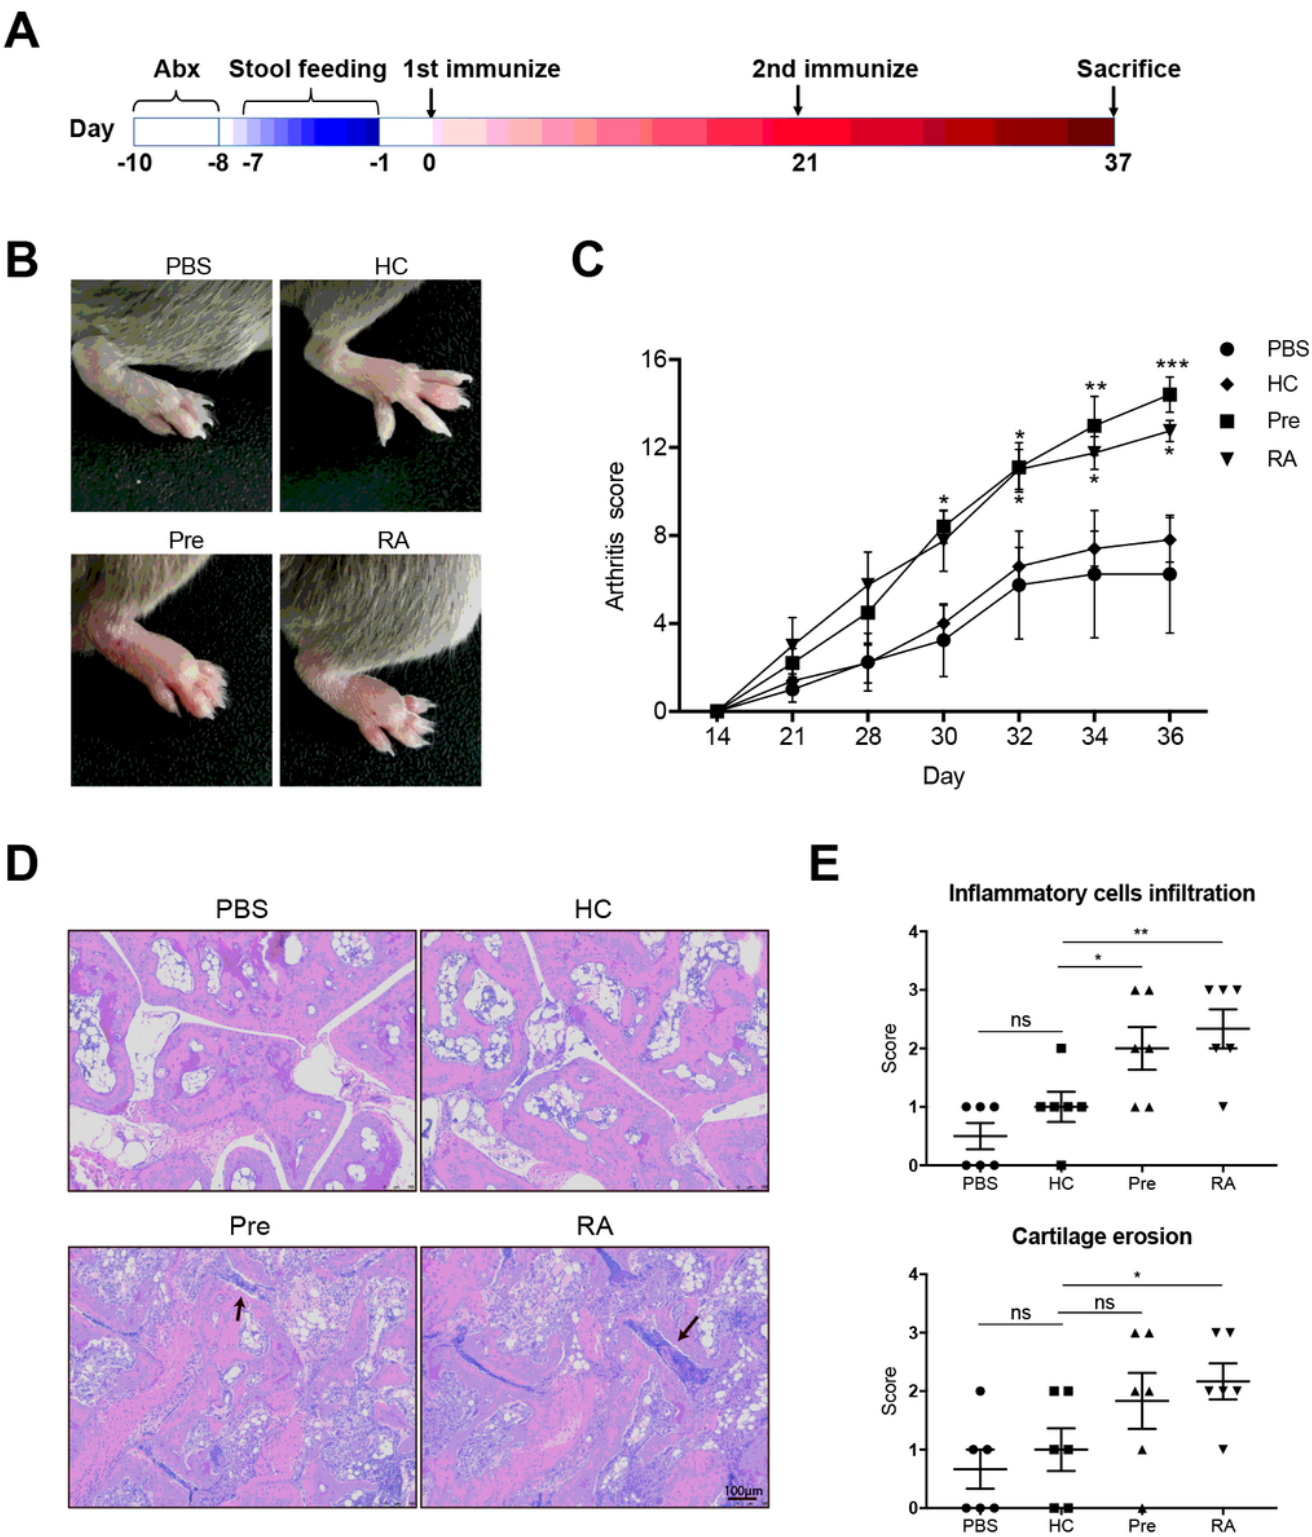 A
Abx Stool feeding 1st immunize 2nd immunize Sacrifice
Day
-10 -8 -7 -1 0 21 37
B
PBS HC
Pre RA
C
Arthritis score
16
12
8
4
0
14 21 28 30 32 34 36
Day
* * * ** * *** *
PBS
HC
Pre
RA
D
PBS HC
Pre RA
100μm
E
Inflammatory cells infiltration
Score
4
3
2
1
0
**
*
ns
PBS HC Pre RA
Cartilage erosion
Score
4
3
2
1
0
*
ns
ns
PBS HC Pre RA